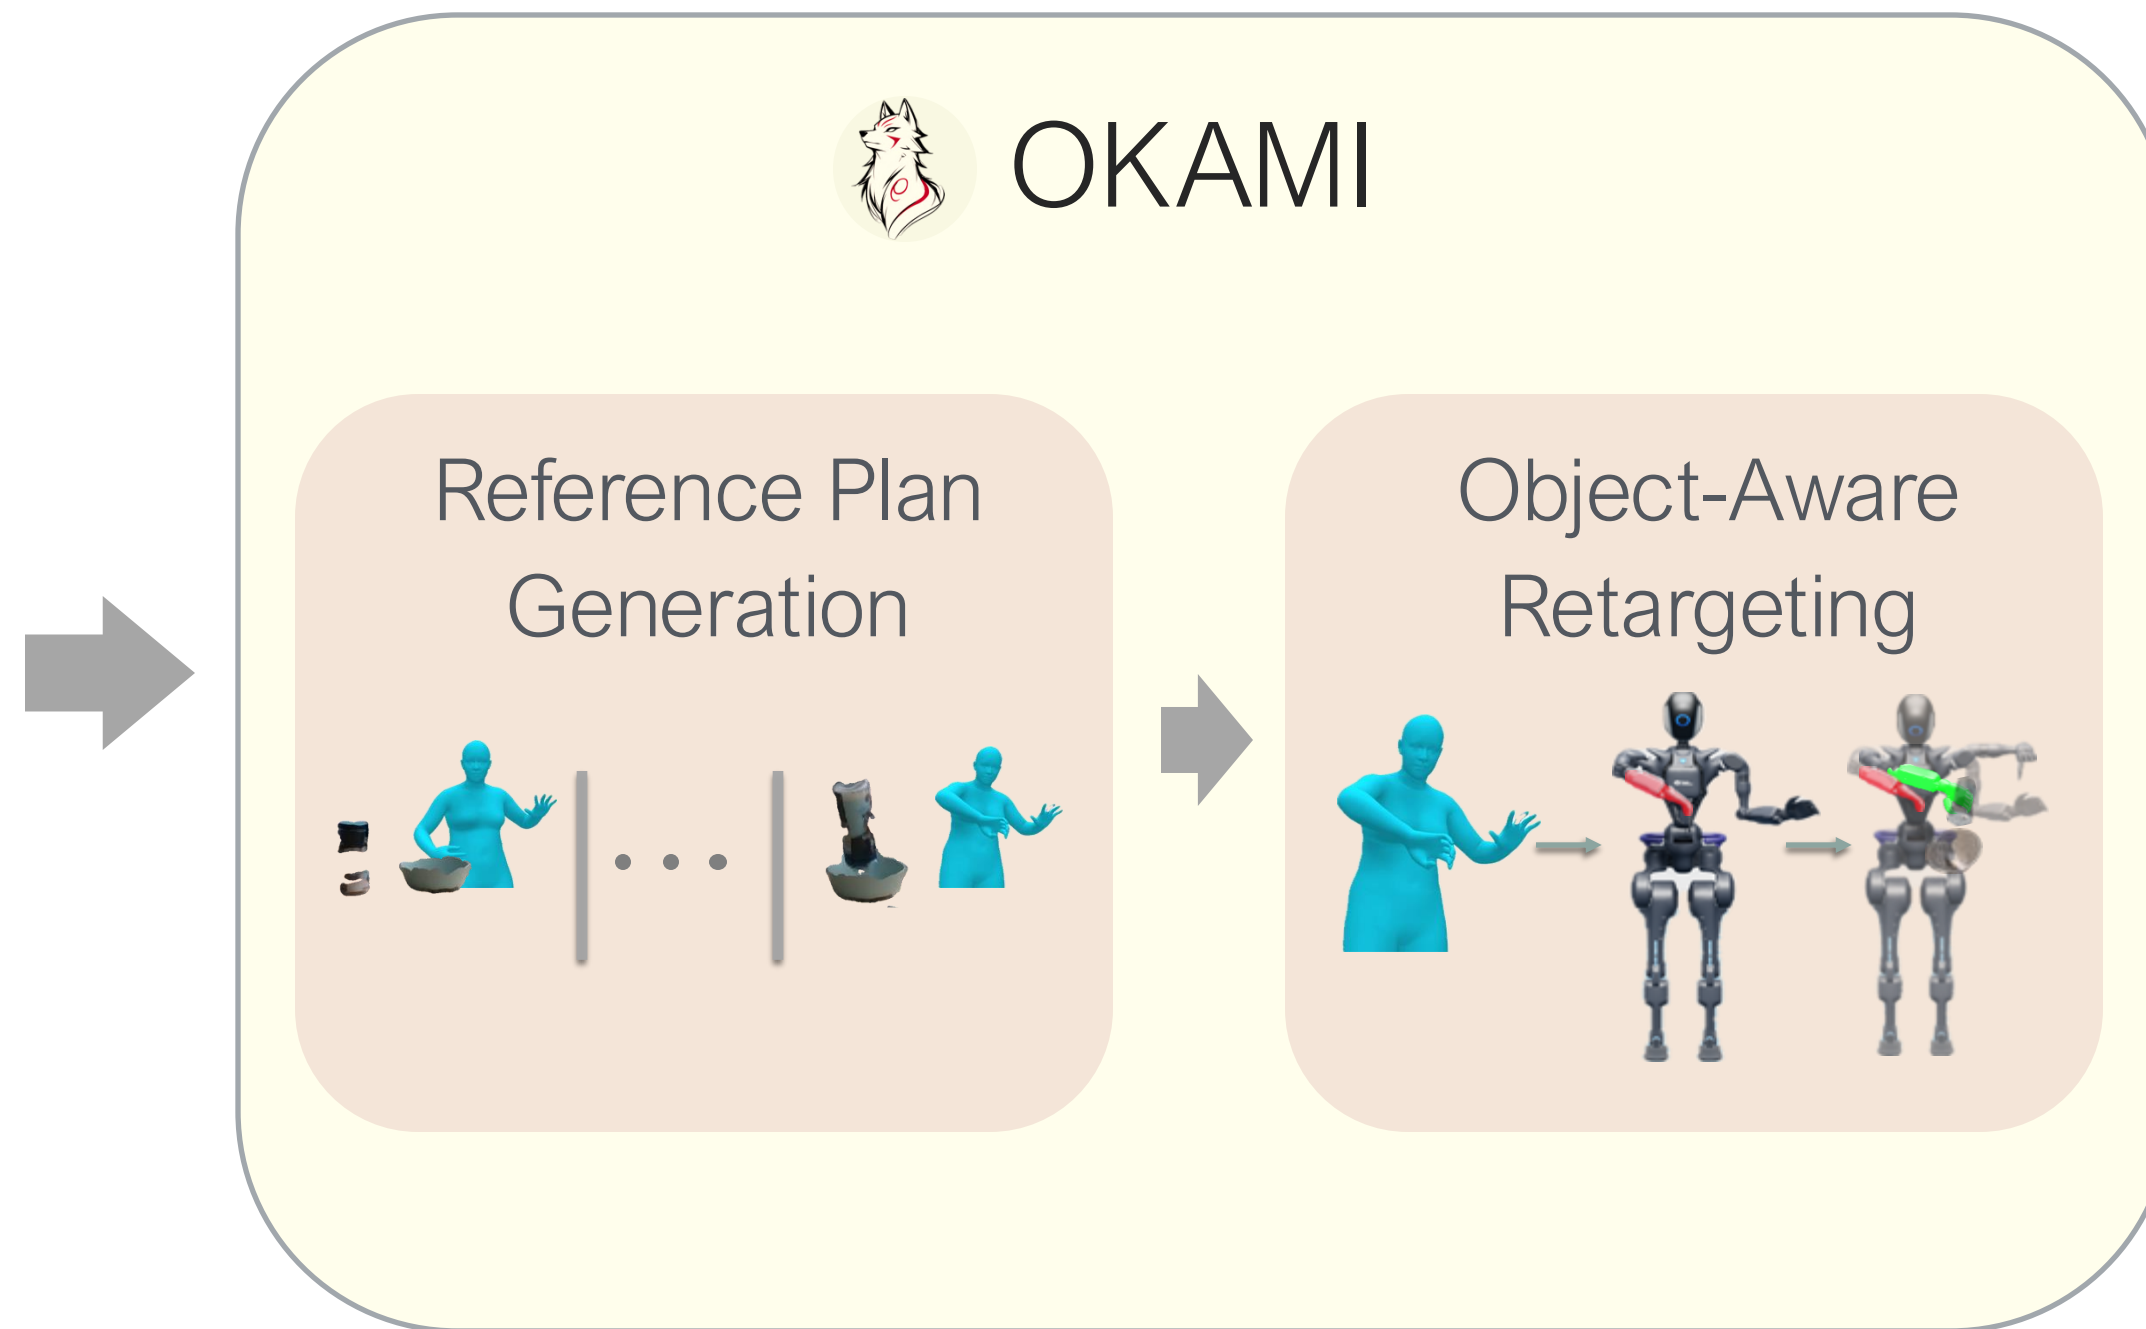 OKAMI
Reference Plan
Generation
Object-Aware
Retargeting